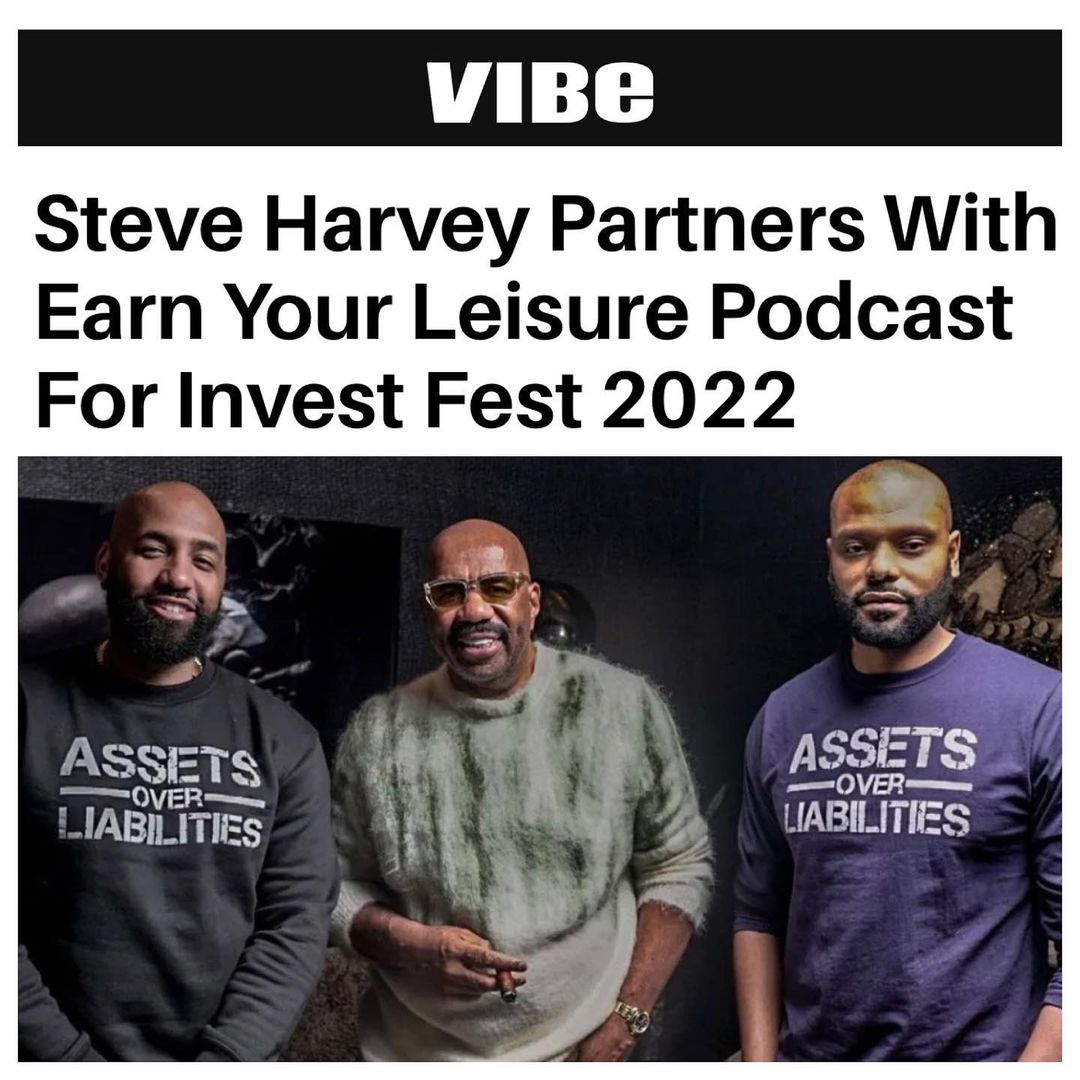 VIBE
Steve Harvey Partners With
Earn Your Leisure Podcast
For Invest Fest 2022
ASSETS
OVER
LIABILITIES
ASSETS
OVER
LIABILITIES